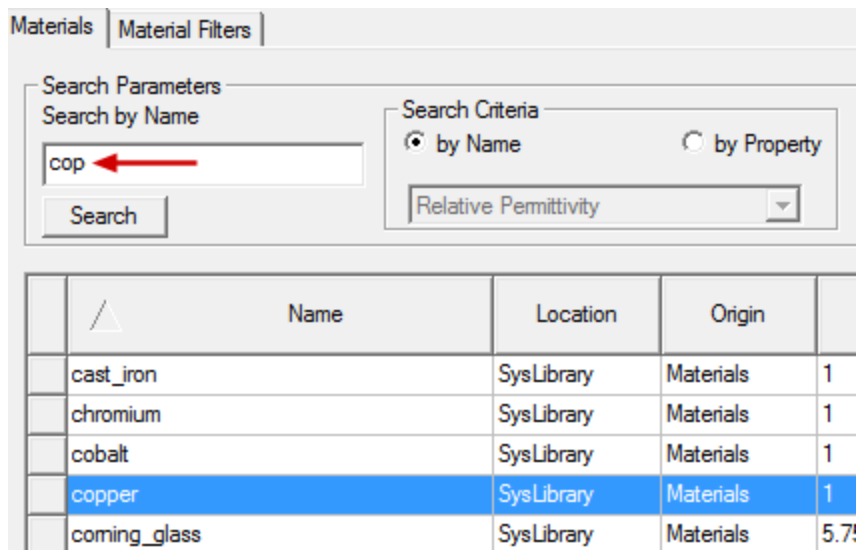 Materials Material Filters
Search Parameters
Search by Name
Search Criteria
by Name by Property
cop
Search
Relative Permittivity
Name Location Origin
cast_iron SysLibrary Materials 1
chromium SysLibrary Materials 1
cobalt SysLibrary Materials 1
copper SysLibrary Materials 1
corning_glass SysLibrary Materials 5.75